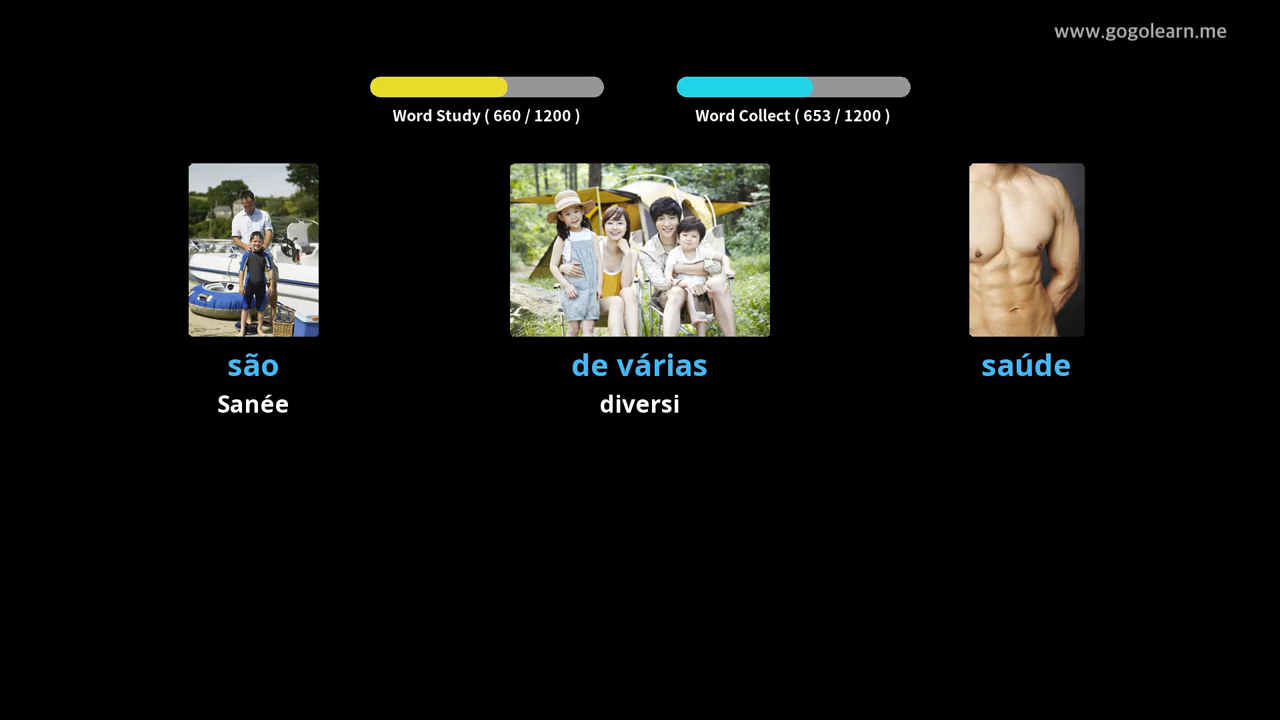 www.gogolearn.me
Word Study ( 660 / 1200 )
Word Collect ( 653 / 1200 )
são
de várias
saúde
Sanée
diversi